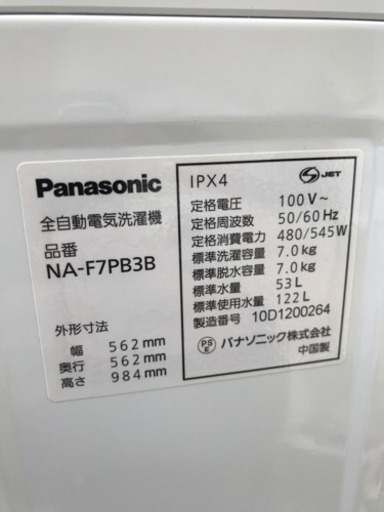 Panasonic
全自動電気洗濯機
品番
NA-F7PB3B
外形寸法
幅 562mm
奥行 562mm
高さ 984mm
IPX4
S JET
定格電圧 100V~
定格周波数 50/60Hz
定格消費電力 480/545W
標準洗濯容量 7.0kg
標準脱水容量 7.0kg
標準水量 53L
標準使用水量 122L
製造番号 10D1200264
PS E パナソニック株式会社
中国製